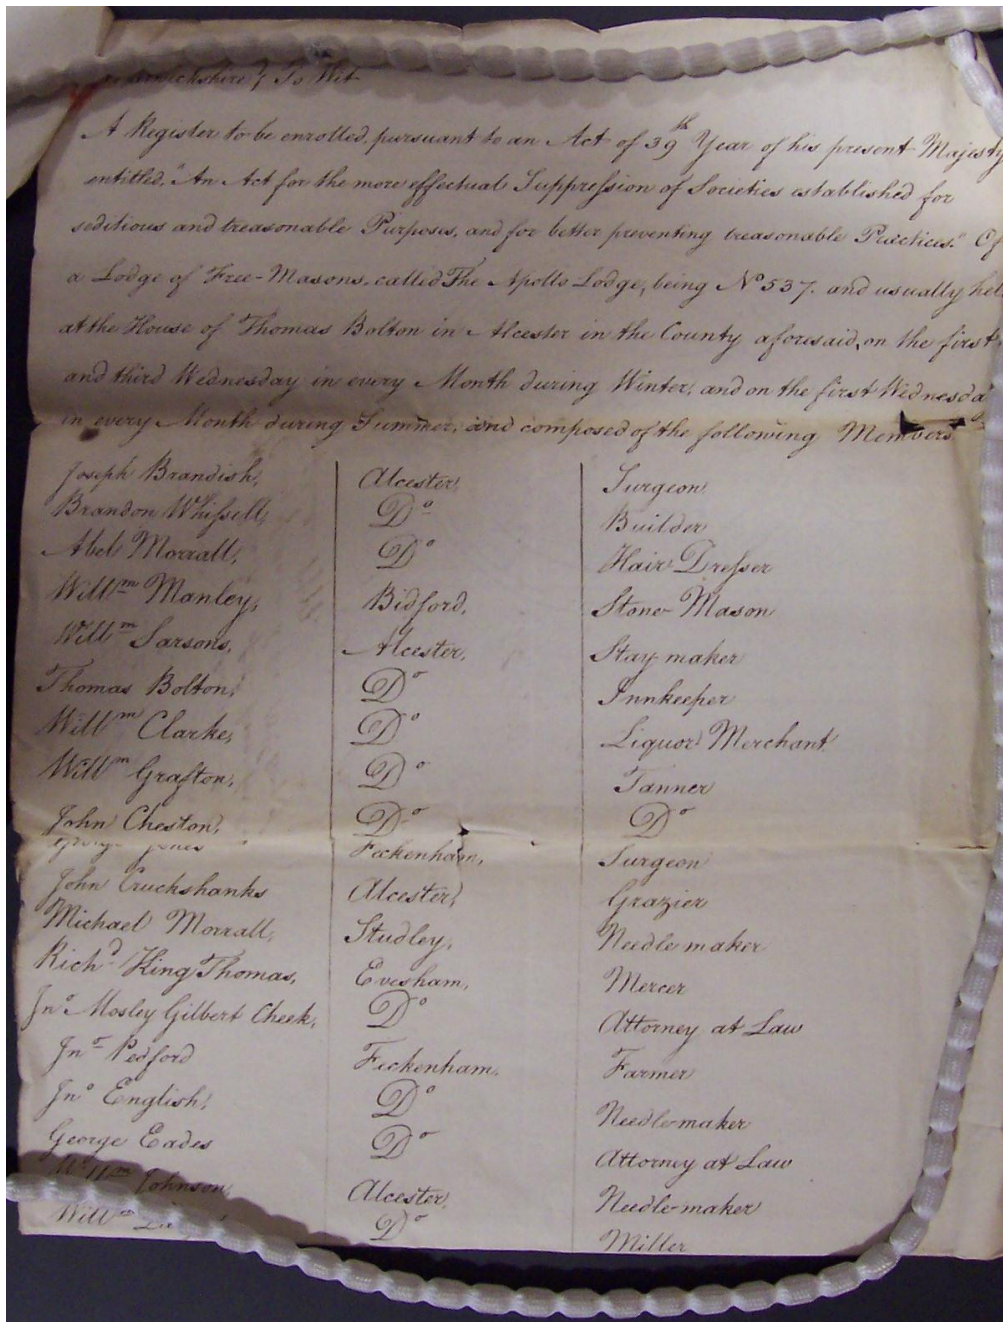 To Wit
A Register to be enrolled, pursuant to an Act of 39th Year of his present Majesty
entitled, "An Act for the more effectual Suppression of Societies established for
seditious and treasonable Purposes, and for better preventing treasonable Practices." Of
a Lodge of Free-Masons, called The Apollo Lodge, being No 537. and usually hel
at the House of Thomas Bolton in Alcester in the County aforesaid, on the first
and third Wednesday in every Month during Winter, and on the first Wednesda
in every Month during Summer, and composed of the following Members
Joseph Brandish, Alcester, Surgeon
Brandon Whissell, Do Builder
Abel Morrall, Do Hair Dresser
Willm Manley, Bidford, Stone Mason
Willm Sarsons, Alcester, Stay-maker
Thomas Bolton, Do Innkeeper
Willm Clarke, Do Liquor Merchant
Willm Grafton, Do Tanner
John Cheston, Do Do
George Jones Feckenham, Surgeon
John Cruckshanks Alcester, Grazier
Michael Morrall, Studley, Needle maker
Richd King Thomas, Evesham, Mercer
Jno Mosley Gilbert Cheek, Do Attorney at Law
Jno Pedford Feckenham, Farmer
Jno English, Do Needle-maker
George Eades Do Attorney at Law
Willm Johnson, Alcester, Needle-maker
Willm Do Miller